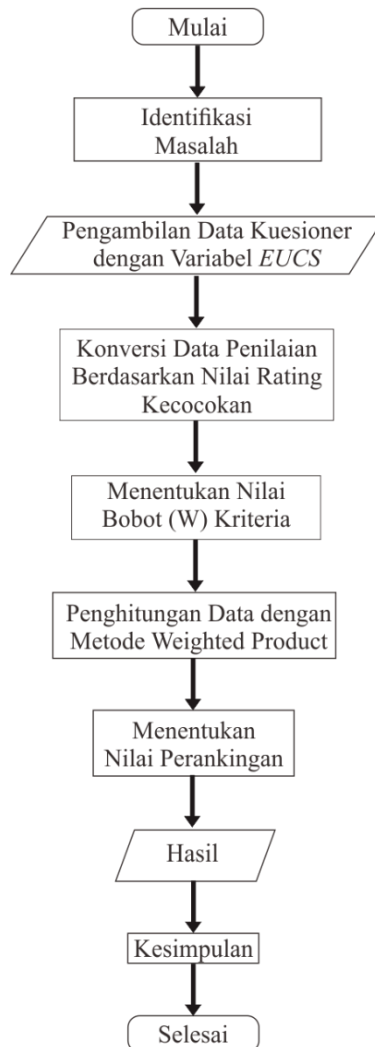 Mulai
Identifikasi
Masalah
Pengambilan Data Kuesioner
dengan Variabel EUCS
Konversi Data Penilaian
Berdasarkan Nilai Rating
Kecocokan
Menentukan Nilai
Bobot (W) Kriteria
Penghitungan Data dengan
Metode Weighted Product
Menentukan
Nilai Perankingan
Hasil
Kesimpulan
Selesai